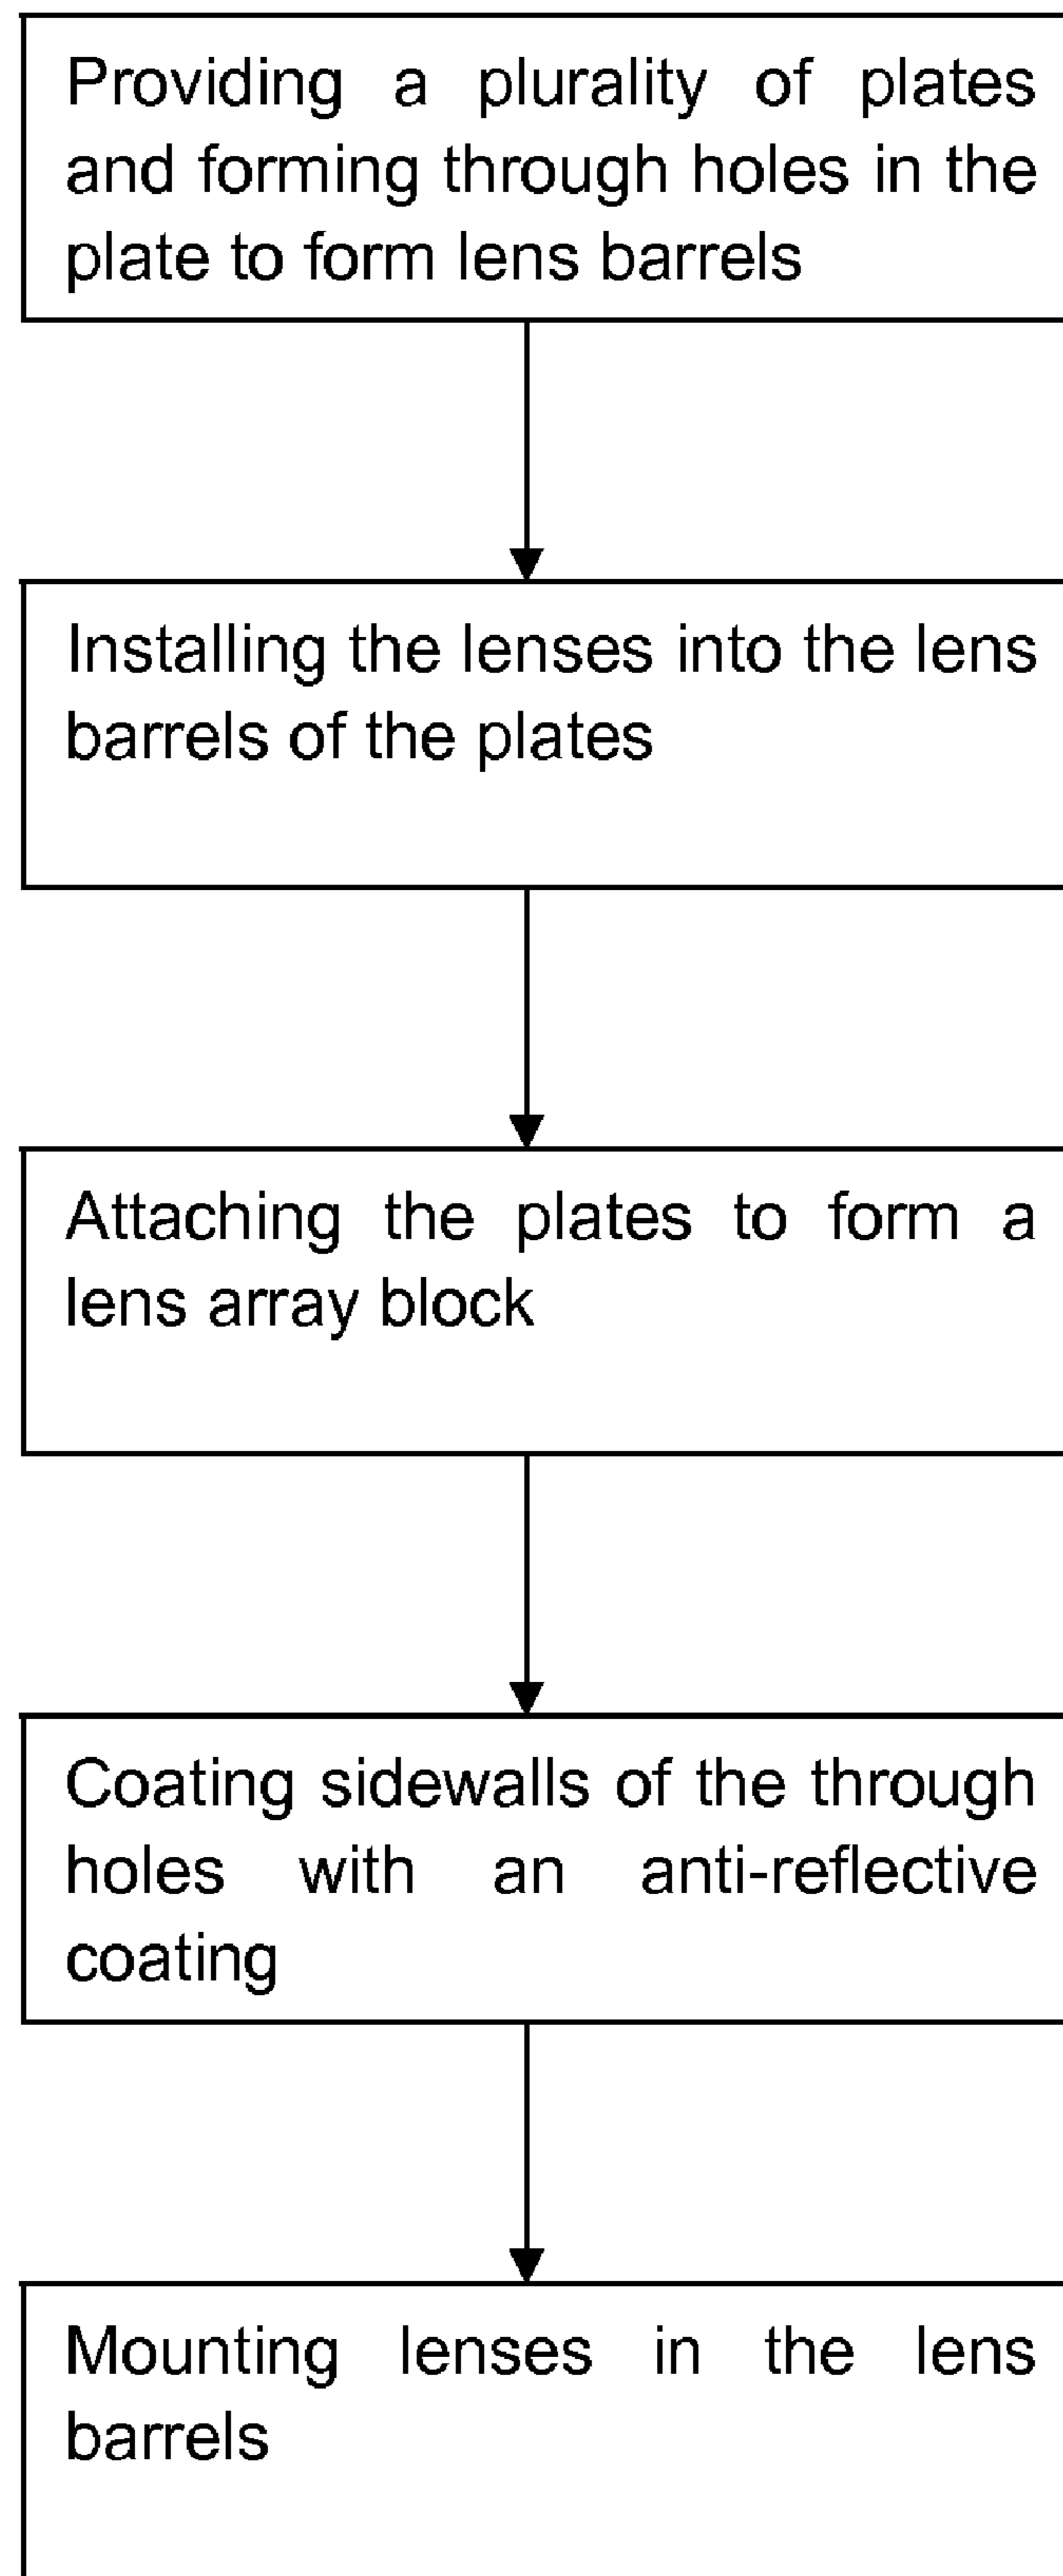 Providing a plurality of plates
and forming through holes in the
plate to form lens barrels
Installing the lenses into the lens
barrels of the plates
Attaching the plates to form a
lens array block
Coating sidewalls of the through
holes with an anti-reflective
coating
Mounting lenses in the lens
barrels